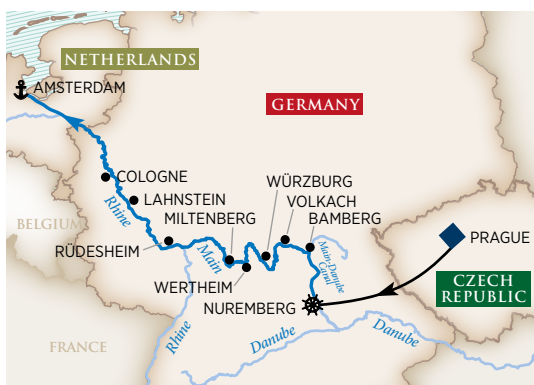 NETHERLANDS
AMSTERDAM
GERMANY
COLOGNE
LAHNSTEIN
Rhine
MILTENBERG
WÜRZBURG
VOLKACH
BAMBERG
BELGIUM
RÜDESHEIM
Main
WERTHEIM
Main-Danube
Canal
PRAGUE
NUREMBERG
CZECH
REPUBLIC
FRANCE
Rhine
Danube
Danube